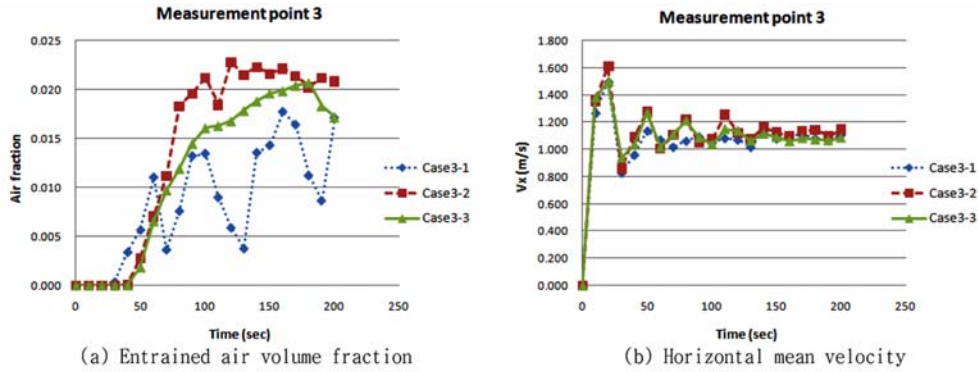 Measurement point 3
0.025
0.020
0.015
0.010
0.005
0.000
Air fraction
0 50 100 150 200 250
Time (sec)
Case3-1
Case3-2
Case3-3
(a) Entrained air volume fraction
Measurement point 3
1.800
1.600
1.400
1.200
1.000
0.800
0.600
0.400
0.200
0.000
Vx (m/s)
0 50 100 150 200 250
Time (sec)
Case3-1
Case3-2
Case3-3
(b) Horizontal mean velocity